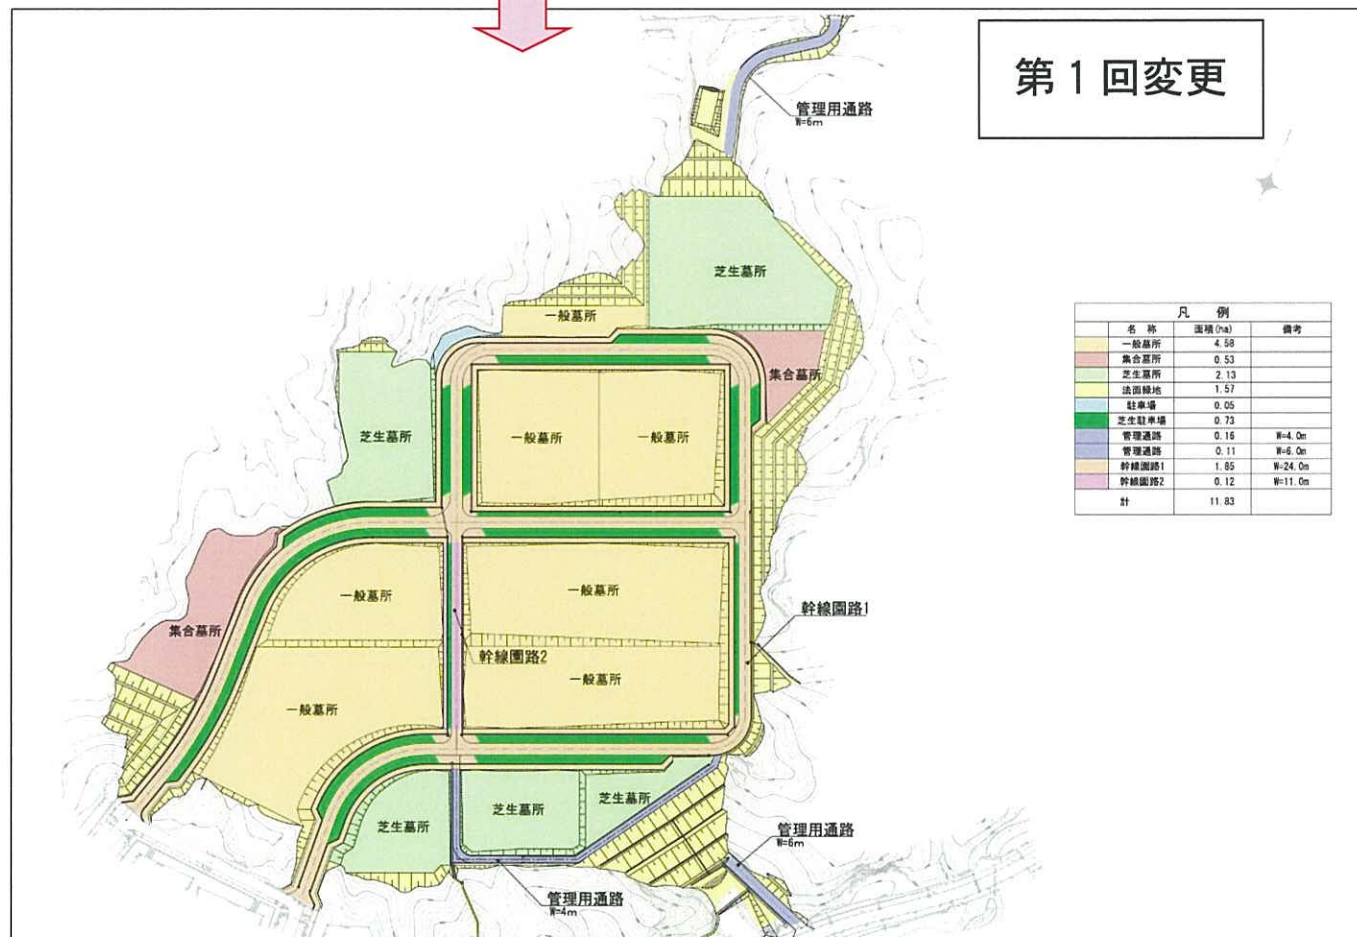 第1回変更
管理用通路
W=6m
芝生墓所
一般墓所
集合墓所
芝生墓所
一般墓所
一般墓所
一般墓所
一般墓所
幹線園路1
集合墓所
幹線園路2
一般墓所
一般墓所
芝生墓所
芝生墓所
芝生墓所
管理用通路
W=6m
管理用通路
W=4m
凡 例
名 称 面積(ha) 備考
一般墓所 4.58
集合墓所 0.53
芝生墓所 2.13
法面緑地 1.57
駐車場 0.05
芝生駐車場 0.73
管理通路 0.16 W=4.0m
管理通路 0.11 W=6.0m
幹線園路1 1.85 W=24.0m
幹線園路2 0.12 W=11.0m
計 11.83